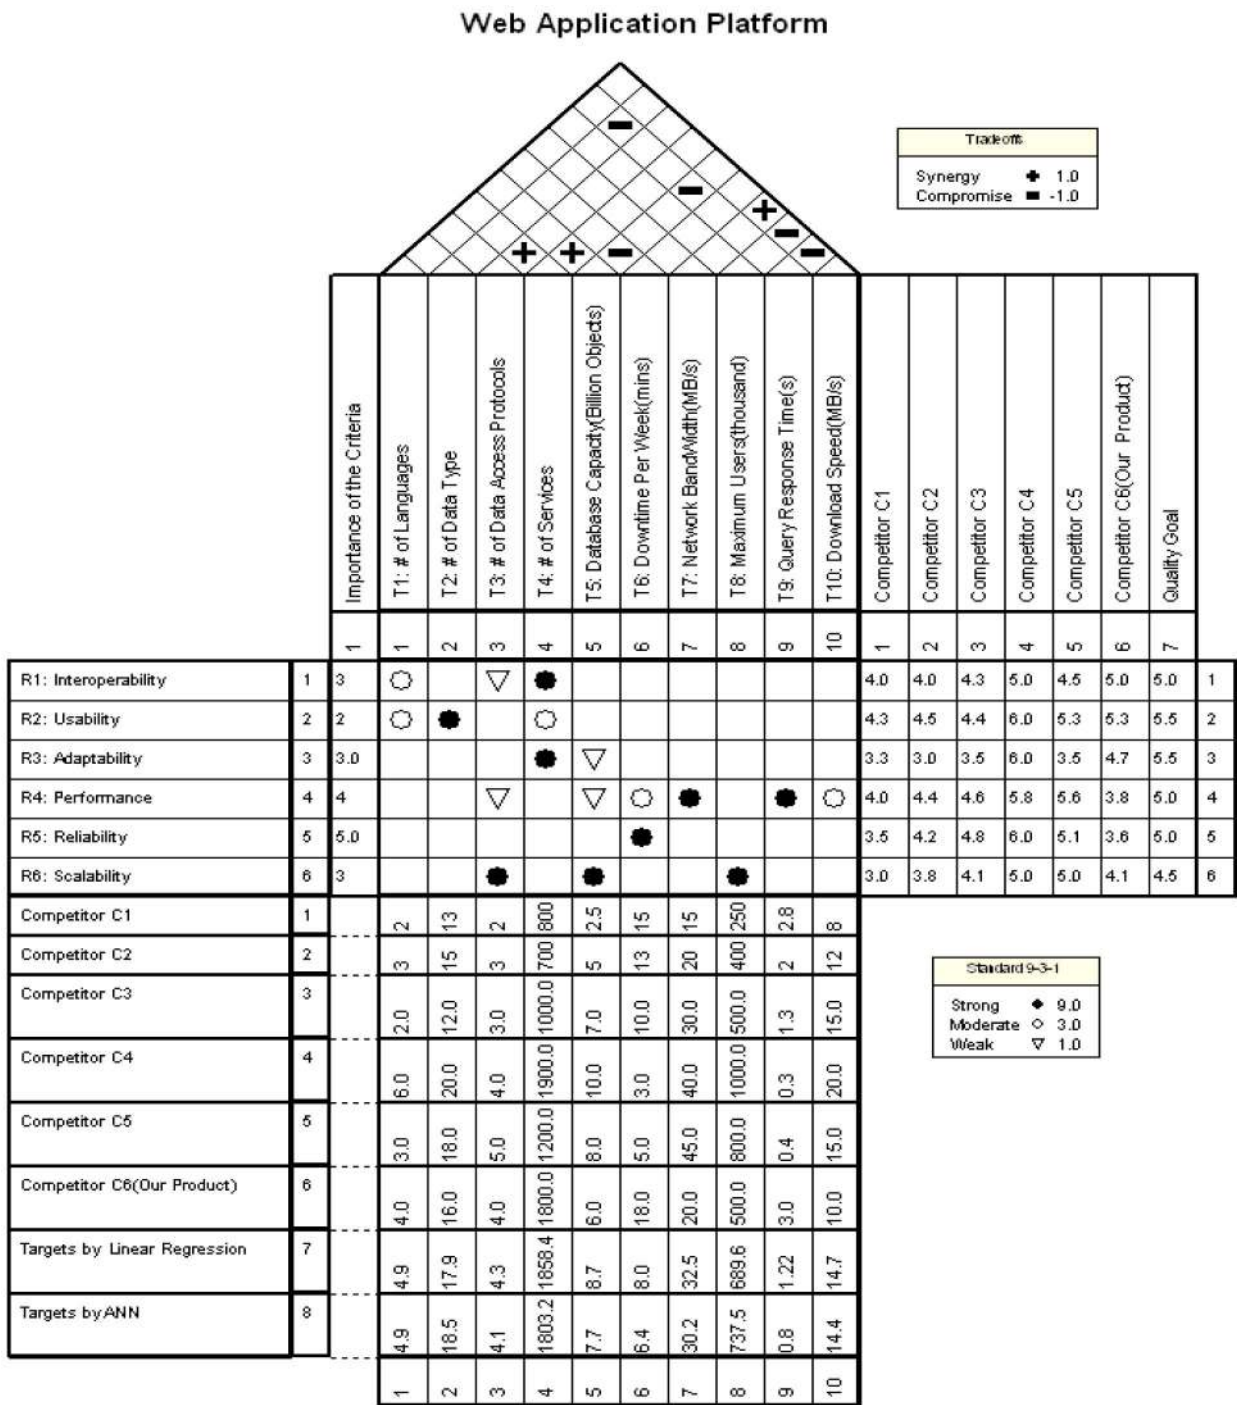 Web Application Platform
Tradeoffs
Synergy + 1.0
Compromise - -1.0
Importance of the Criteria
T1: # of Languages
T2: # of Data Type
T3: # of Data Access Protocols
T4: # of Services
T5: Database Capacity(Billion Objects)
T6: Downtime Per Week(mins)
T7: Network BandWidth(MB/s)
T8: Maximum Users(thousand)
T9: Query Response Time(s)
T10: Download Speed(MB/s)
Competitor C1
Competitor C2
Competitor C3
Competitor C4
Competitor C5
Competitor C6(Our Product)
Quality Goal
1 1 2 3 4 5 6 7 8 9 10 1 2 3 4 5 6 7
R1: Interoperability 1 3 4.0 4.0 4.3 5.0 4.5 5.0 5.0 1
R2: Usability 2 2 4.3 4.5 4.4 6.0 5.3 5.3 5.5 2
R3: Adaptability 3 3.0 3.3 3.0 3.5 6.0 3.5 4.7 5.5 3
R4: Performance 4 4 4.0 4.4 4.6 5.8 5.6 3.8 5.0 4
R5: Reliability 5 5.0 3.5 4.2 4.8 6.0 5.1 3.6 5.0 5
R6: Scalability 6 3 3.0 3.8 4.1 5.0 5.0 4.1 4.5 6
Competitor C1 1 2 13 2 800 2.5 15 15 250 2.8 8
Competitor C2 2 3 15 3 700 5 13 20 400 2 12
Competitor C3 3 2.0 12.0 3.0 1000.0 7.0 10.0 30.0 500.0 1.3 15.0
Competitor C4 4 6.0 20.0 4.0 1900.0 10.0 3.0 40.0 1000.0 0.3 20.0
Competitor C5 5 3.0 18.0 5.0 1200.0 8.0 5.0 45.0 800.0 0.4 15.0
Competitor C6(Our Product) 6 4.0 16.0 4.0 1800.0 6.0 18.0 20.0 500.0 3.0 10.0
Targets by Linear Regression 7 4.9 17.9 4.3 1858.4 8.7 8.0 32.5 689.6 1.22 14.7
Targets by ANN 8 4.9 18.5 4.1 1803.2 7.7 6.4 30.2 737.5 0.8 14.4
1 2 3 4 5 6 7 8 9 10
Standard 9-3-1
Strong 9.0
Moderate 3.0
Weak 1.0